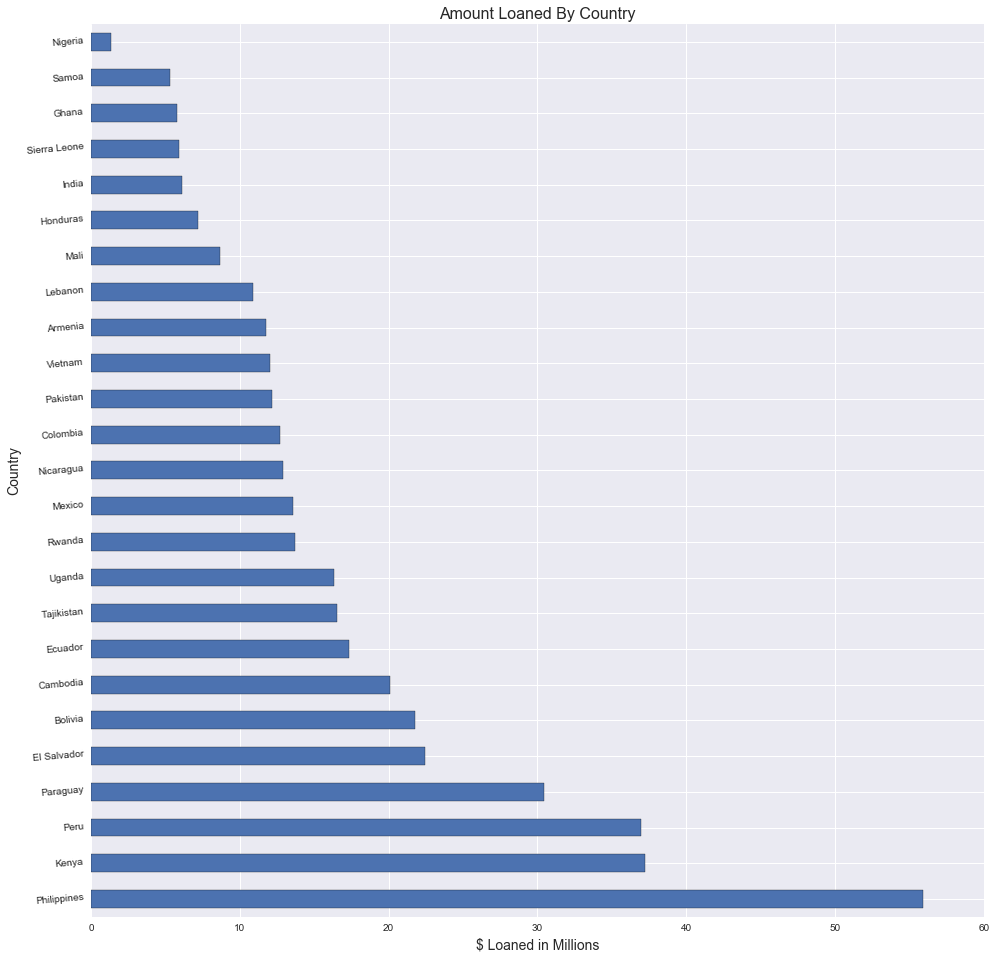 Amount Loaned By Country
Nigeria
Samoa
Ghana
Sierra Leone
India
Honduras
Mali
Lebanon
Armenia
Vietnam
Pakistan
Colombia
Nicaragua
Mexico
Rwanda
Uganda
Tajikistan
Ecuador
Cambodia
Bolivia
El Salvador
Paraguay
Peru
Kenya
Philippines
Country
0 10 20 30 40 50 60
$ Loaned in Millions